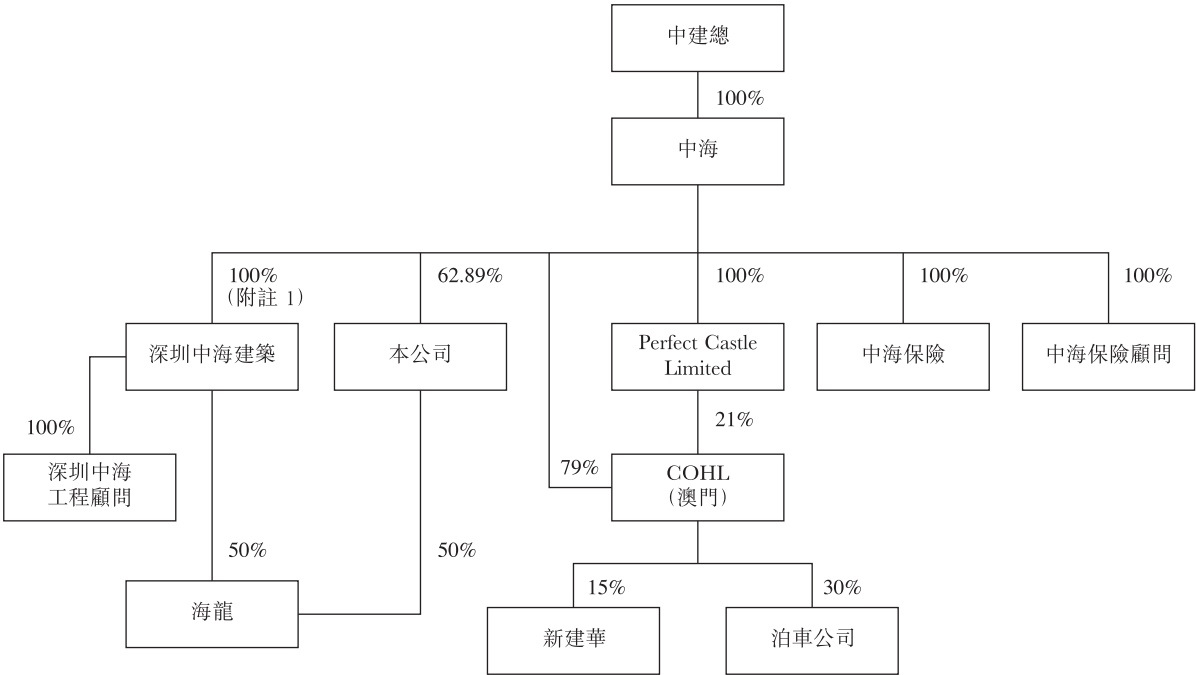 中建總
100%
中海
100%
(附註 1)
62.89%
100%
100%
100%
深圳中海建築
本公司
Perfect Castle
Limited
中海保險
中海保險顧問
100%
21%
深圳中海
工程顧問
79%
COHL
(澳門)
50%
50%
海龍
15%
30%
新建華
泊車公司